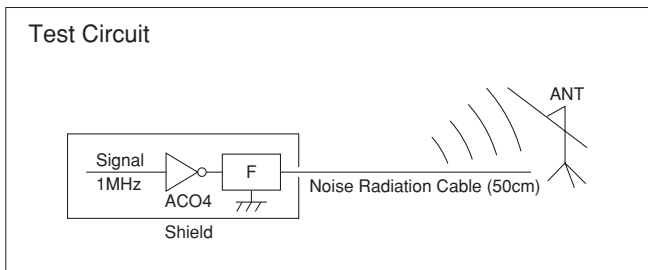 Test Circuit
ANT
Signal
F
1MHz
Noise Radiation Cable (50cm)
ACO4
Shield